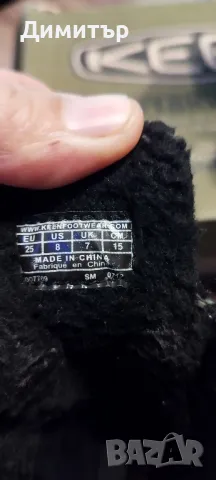 Димитър
KEEN
WWW.KEENFOOTWEAR.COM
EU US UK CM
25 8 7 15
MADE IN CHINA
Fabriqué en Chine
SM
BAZAR